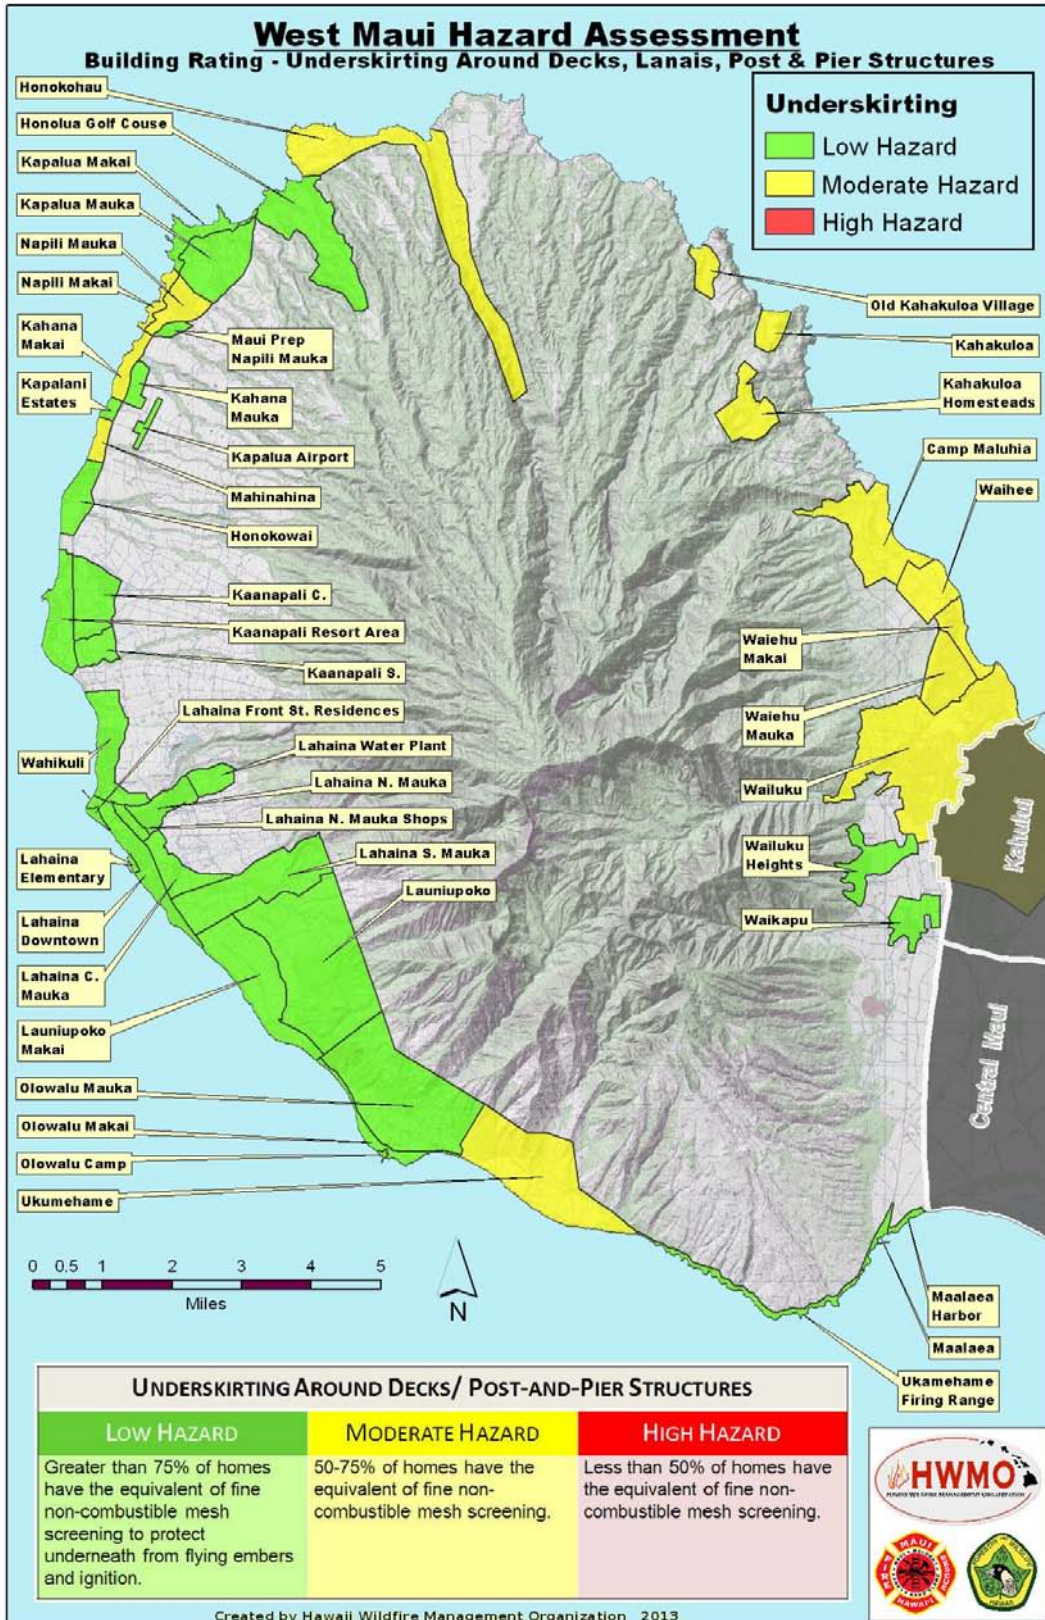 West Maui Hazard Assessment
Building Rating - Underskirting Around Decks, Lanais, Post & Pier Structures
Underskirting
Low Hazard
Moderate Hazard
High Hazard
Honokohau
Honolua Golf Couse
Kapalua Makai
Kapalua Mauka
Napili Mauka
Napili Makai
Kahana
Makai
Kapalani
Estates
Maui Prep
Napili Mauka
Kahana
Mauka
Kapalua Airport
Mahinahina
Honokowai
Kaanapali C.
Kaanapali Resort Area
Kaanapali S.
Lahaina Front St. Residences
Wahikuli
Lahaina Water Plant
Lahaina N. Mauka
Lahaina N. Mauka Shops
Lahaina S. Mauka
Launiupoko
Lahaina
Elementary
Lahaina
Downtown
Lahaina C.
Mauka
Launiupoko
Makai
Olowalu Mauka
Olowalu Makai
Olowalu Camp
Ukumehame
Old Kahakuloa Village
Kahakuloa
Kahakuloa
Homesteads
Camp Maluhia
Waihee
Waiehu
Makai
Waiehu
Mauka
Wailuku
Wailuku
Heights
Waikapu
Kahului
Central Maui
Maalaea
Harbor
Maalaea
Ukamehame
Firing Range
0 0.5 1 2 3 4 5
Miles
N
UNDERSKIRTING AROUND DECKS/ POST-AND-PIER STRUCTURES
LOW HAZARD
Greater than 75% of homes
have the equivalent of fine
non-combustible mesh
screening to protect
underneath from flying embers
and ignition.
MODERATE HAZARD
50-75% of homes have the
equivalent of fine non-
combustible mesh screening.
HIGH HAZARD
Less than 50% of homes have
the equivalent of fine non-
combustible mesh screening.
HWMO
HAWAII WILDFIRE MANAGEMENT ORGANIZATION
MAUI
FIRE
HAWAI'I
Created by Hawaii Wildfire Management Organization 2013